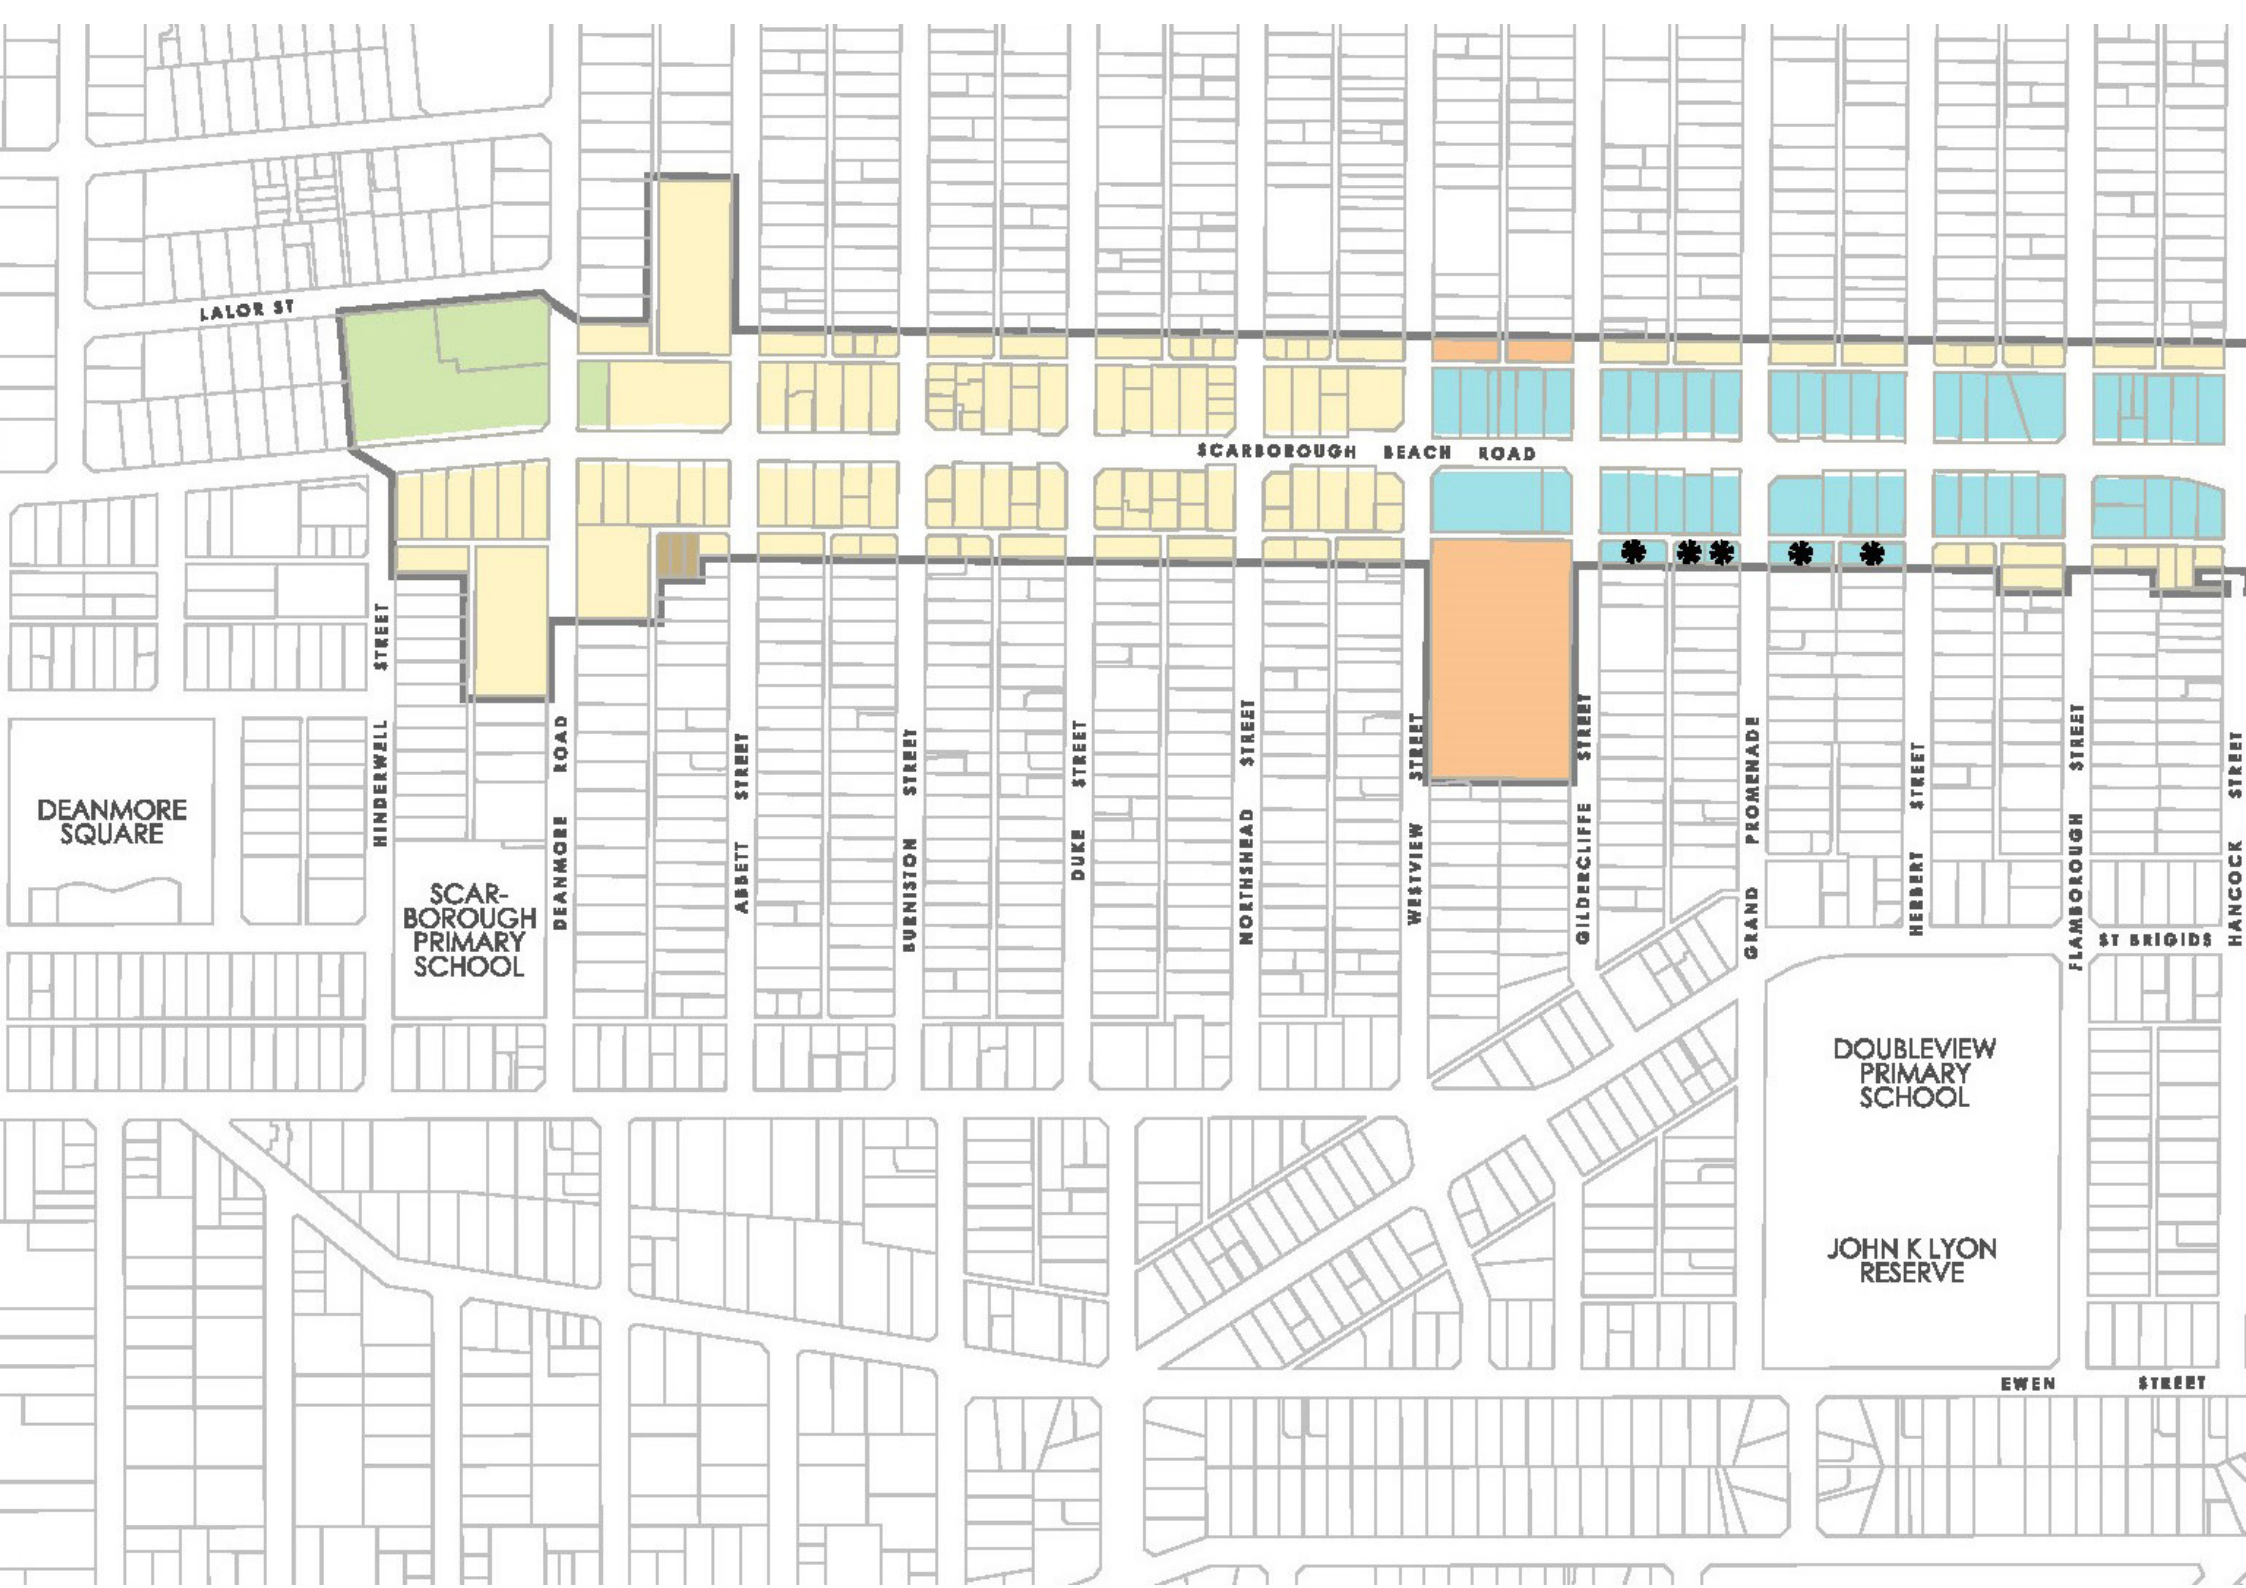 LALOR ST
SCARBOROUGH BEACH ROAD
HINDERWELL STREET
DEANMORE ROAD
ABBETT STREET
BURNISTON STREET
DUKE STREET
NORTHSHEAD STREET
WESTVIEW STREET
GILDERCLIFFE STREET
GRAND PROMENADE
HERBERT STREET
FLAMBOROUGH STREET
HANCOCK STREET
DEANMORE
SQUARE
SCAR-
BOROUGH
PRIMARY
SCHOOL
ST BRIGIDS
DOUBLEVIEW
PRIMARY
SCHOOL
JOHN K LYON
RESERVE
EWEN STREET